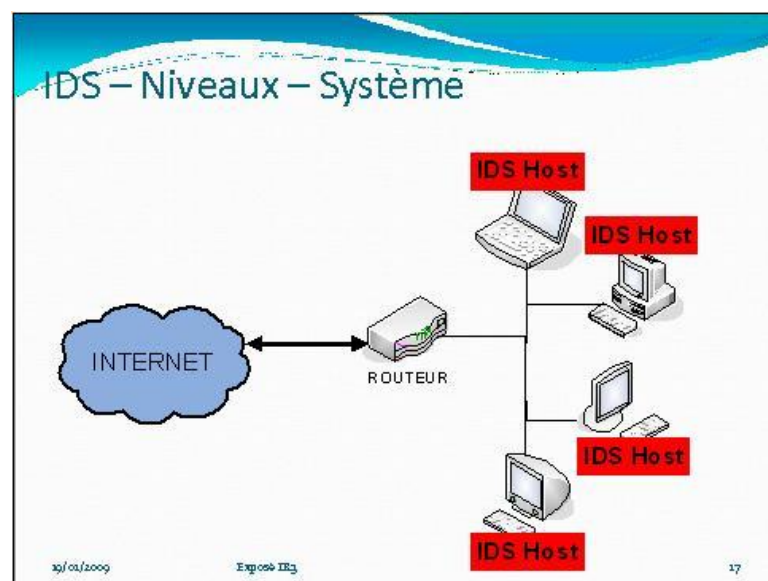 IDS – Niveaux – Système
IDS Host
IDS Host
INTERNET
ROUTEUR
IDS Host
IDS Host
19/01/2009
Exposé IR3
17